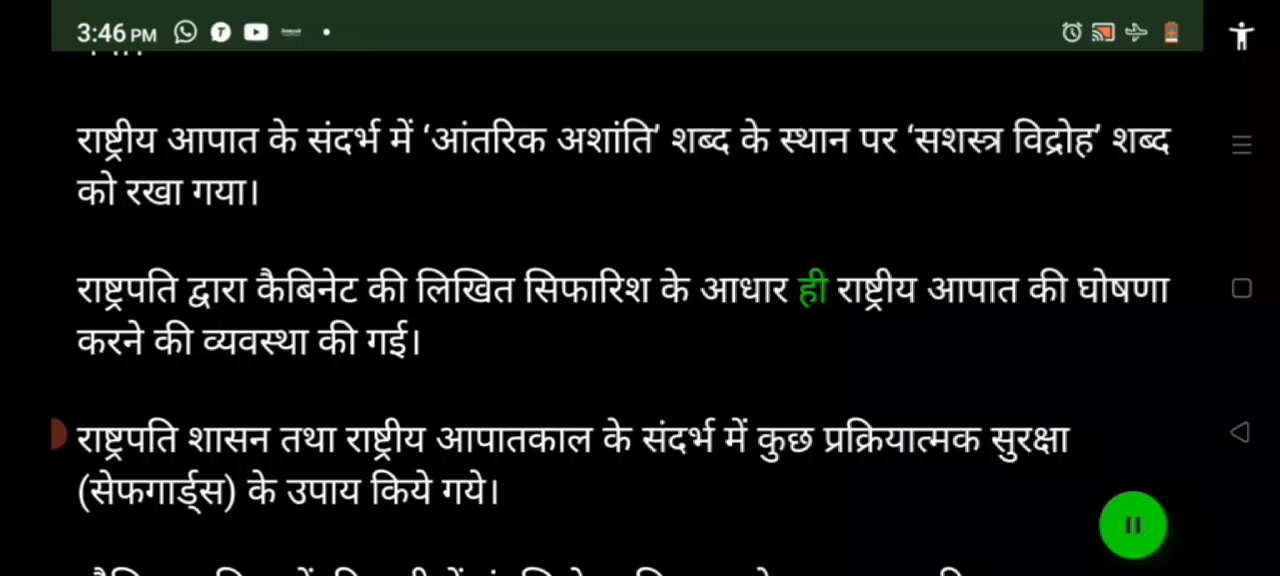 3:46 PM
राष्ट्रीय आपात के संदर्भ में ‘आंतरिक अशांति’ शब्द के स्थान पर ‘सशस्त्र विद्रोह’ शब्द
को रखा गया।
राष्ट्रपति द्वारा कैबिनेट की लिखित सिफारिश के आधार ही राष्ट्रीय आपात की घोषणा
करने की व्यवस्था की गई।
राष्ट्रपति शासन तथा राष्ट्रीय आपातकाल के संदर्भ में कुछ प्रक्रियात्मक सुरक्षा
(सेफगार्ड्स) के उपाय किये गये।